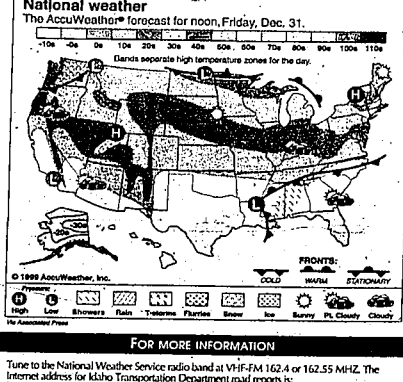 National weather
The AccuWeather® forecast for noon, Friday, Dec. 31.
-10s -0s 0s 10s 20s 30s 40s 50s 60s 70s 80s 90s 100s 110s
Bands separate high temperature zones for the day.
H
L
-20s
-30s
© 1999 AccuWeather, Inc.
FRONTS:
COLD WARM STATIONARY
Pressure:
H L
High Low Showers Rain T-storms Flurries Snow Ice Sunny Pt. Cloudy Cloudy
Via Associated Press
FOR MORE INFORMATION
Tune to the National Weather Service radio band at VHF-FM 162.4 or 162.55 MHZ. The
Internet address for Idaho Transportation Department road reports is: